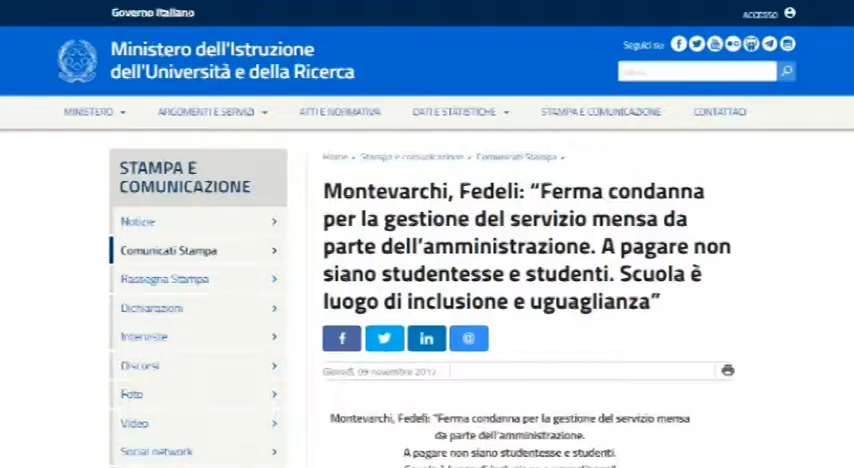 Governo Italiano
ACCESSO
Ministero dell'Istruzione
dell'Università e della Ricerca
Seguici su
MINISTERO
ARGOMENTI E SERVIZI
ATTI E NORMATIVA
DATI E STATISTICHE
STAMPA E COMUNICAZIONE
CONTATTACI
STAMPA E
COMUNICAZIONE
Notizie
Comunicati Stampa
Rassegna Stampa
Dichiarazioni
Interviste
Discorsi
Foto
Video
Social network
Home » Stampa e comunicazione » Comunicati Stampa »
Montevarchi, Fedeli: “Ferma condanna
per la gestione del servizio mensa da
parte dell’amministrazione. A pagare non
siano studentesse e studenti. Scuola è
luogo di inclusione e uguaglianza”
Giovedì, 09 novembre 2017
Montevarchi, Fedeli: “Ferma condanna per la gestione del servizio mensa
da parte dell’amministrazione.
A pagare non siano studentesse e studenti.